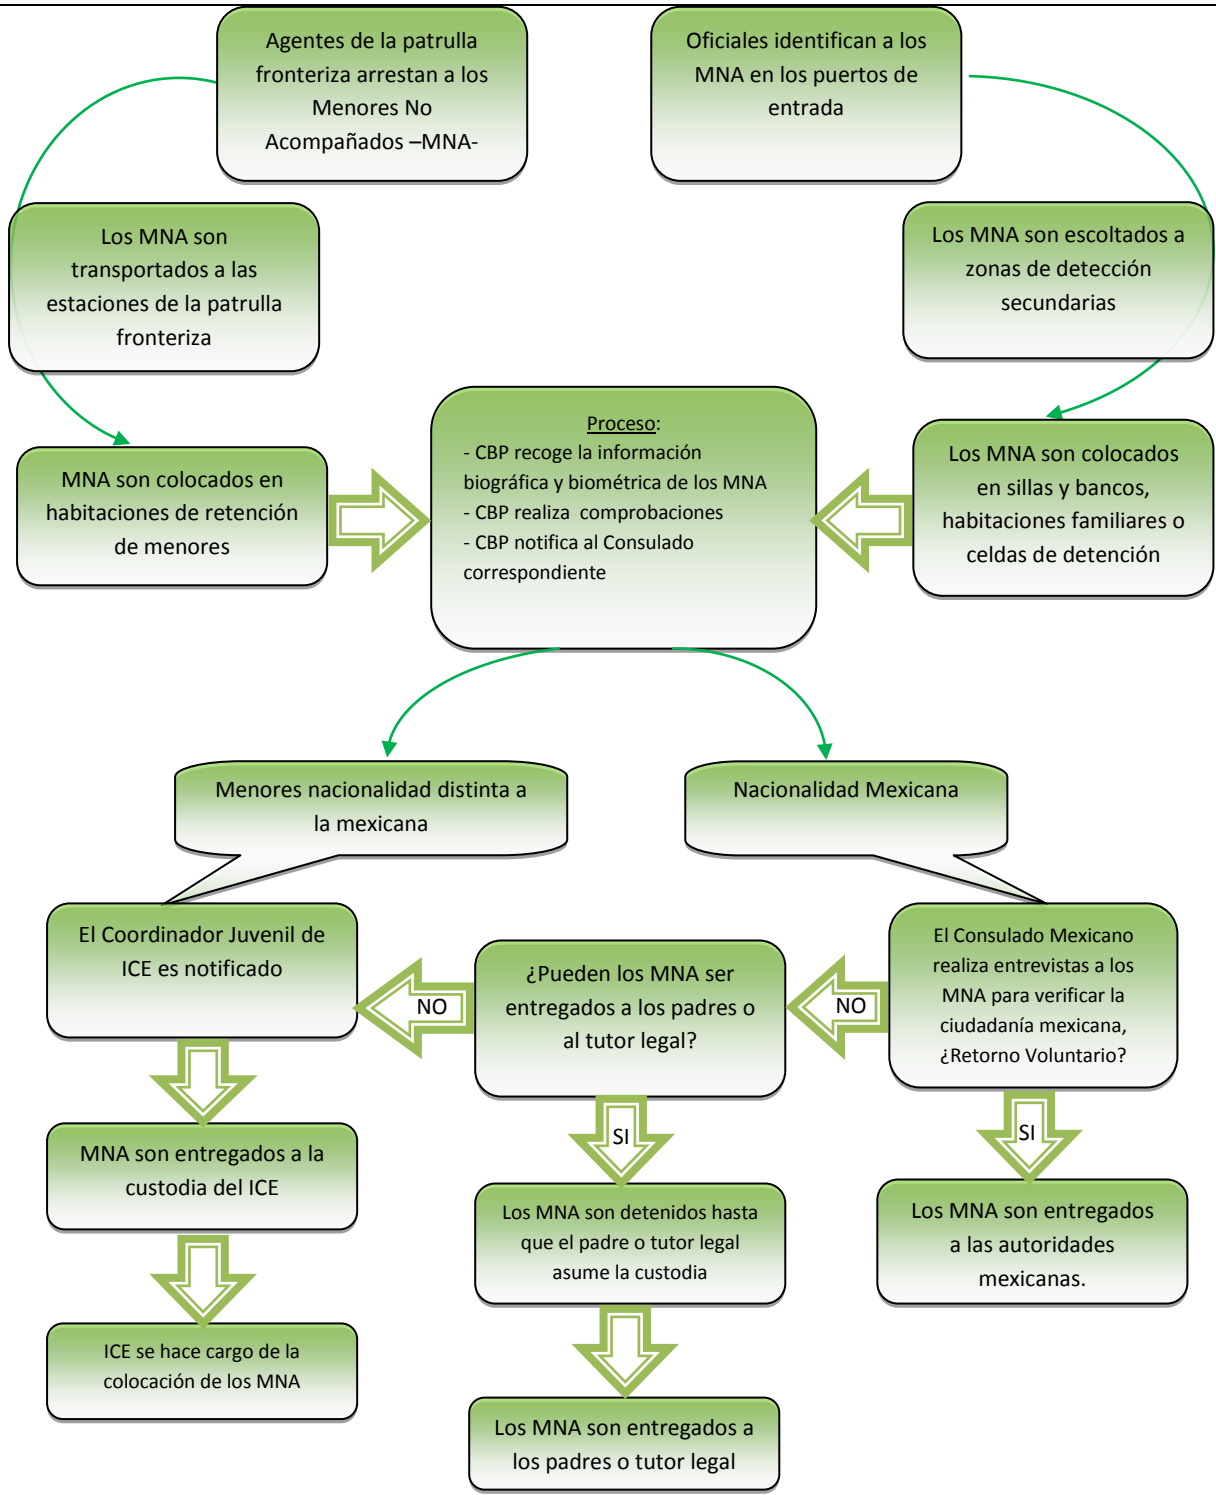 Agentes de la patrulla
fronteriza arrestan a los
Menores No
Acompañados –MNA-
Oficiales identifican a los
MNA en los puertos de
entrada
Los MNA son
transportados a las
estaciones de la patrulla
fronteriza
Los MNA son escoltados a
zonas de detección
secundarias
MNA son colocados en
habitaciones de retención
de menores
Proceso:
- CBP recoge la información
biográfica y biométrica de los MNA
- CBP realiza comprobaciones
- CBP notifica al Consulado
correspondiente
Los MNA son colocados
en sillas y bancos,
habitaciones familiares o
celdas de detención
Menores nacionalidad distinta a
la mexicana
Nacionalidad Mexicana
El Coordinador Juvenil de
ICE es notificado
NO
¿Pueden los MNA ser
entregados a los padres o
al tutor legal?
NO
El Consulado Mexicano
realiza entrevistas a los
MNA para verificar la
ciudadanía mexicana,
¿Retorno Voluntario?
SI
SI
MNA son entregados a la
custodia del ICE
Los MNA son detenidos hasta
que el padre o tutor legal
asume la custodia
Los MNA son entregados
a las autoridades
mexicanas.
ICE se hace cargo de la
colocación de los MNA
Los MNA son entregados a
los padres o tutor legal